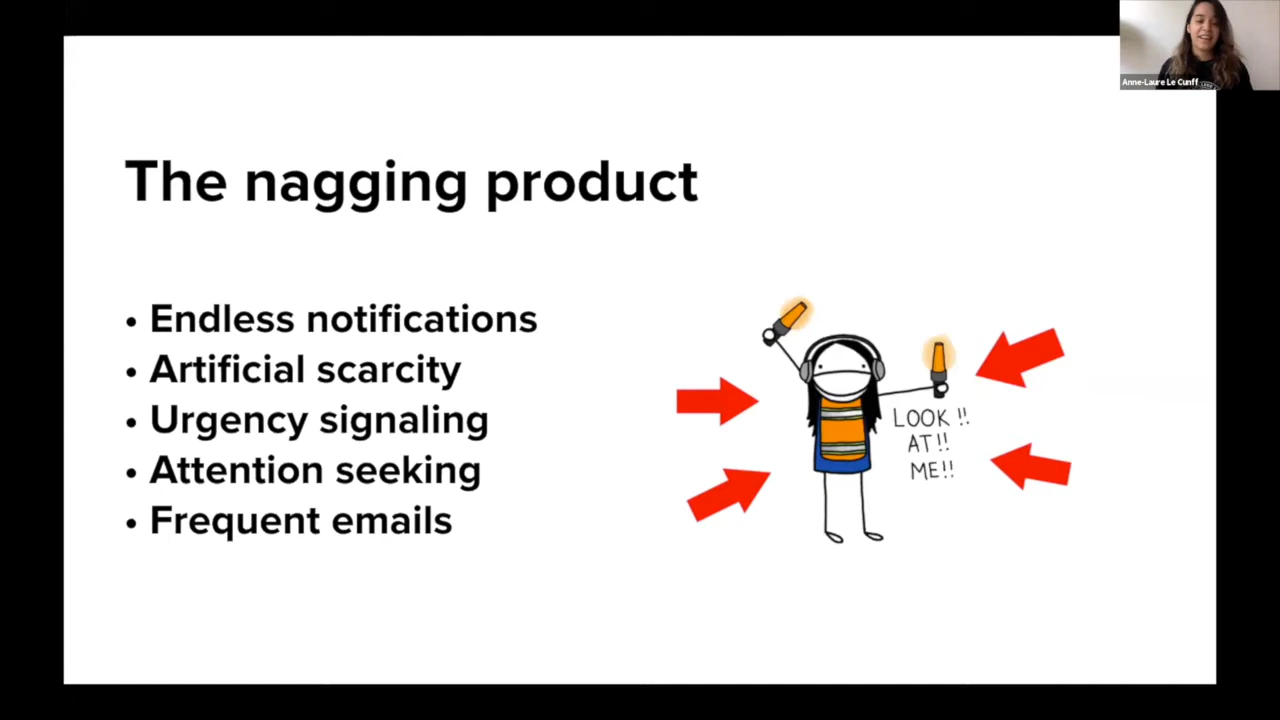 Anne-Laure Le Cunff
The nagging product
• Endless notifications
• Artificial scarcity
• Urgency signaling
• Attention seeking
• Frequent emails
LOOK !!
AT!!
ME!!